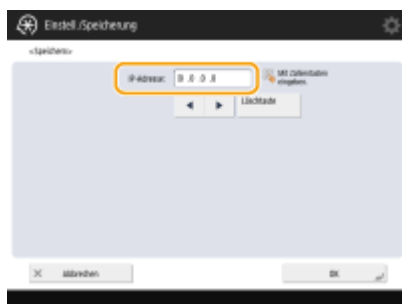 Einstell./Speicherung
<Speichern>
IP-Adresse: 0 .0 .0 .0
Mit Zahlentasten
eingeben.
Löschtaste
Abbrechen
OK